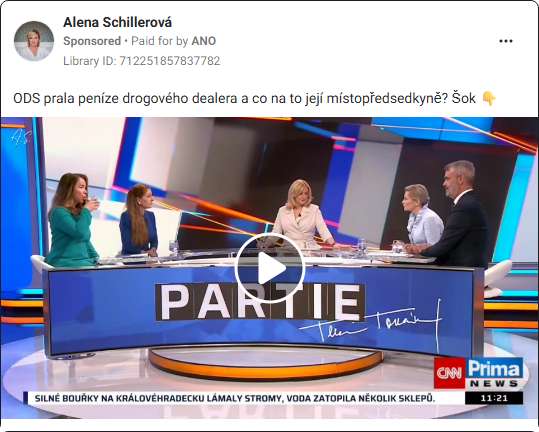 Alena Schillerová
Sponsored • Paid for by ANO
Library ID: 712251857837782
ODS prala peníze drogového dealera a co na to její místopředsedkyně? Šok 👇
PARTIE
CNN Prima
NEWS
SILNÉ BOUŘKY NA KRÁLOVÉHRADECKU LÁMALY STROMY, VODA ZATOPILA NĚKOLIK SKLEPŮ.
11:21